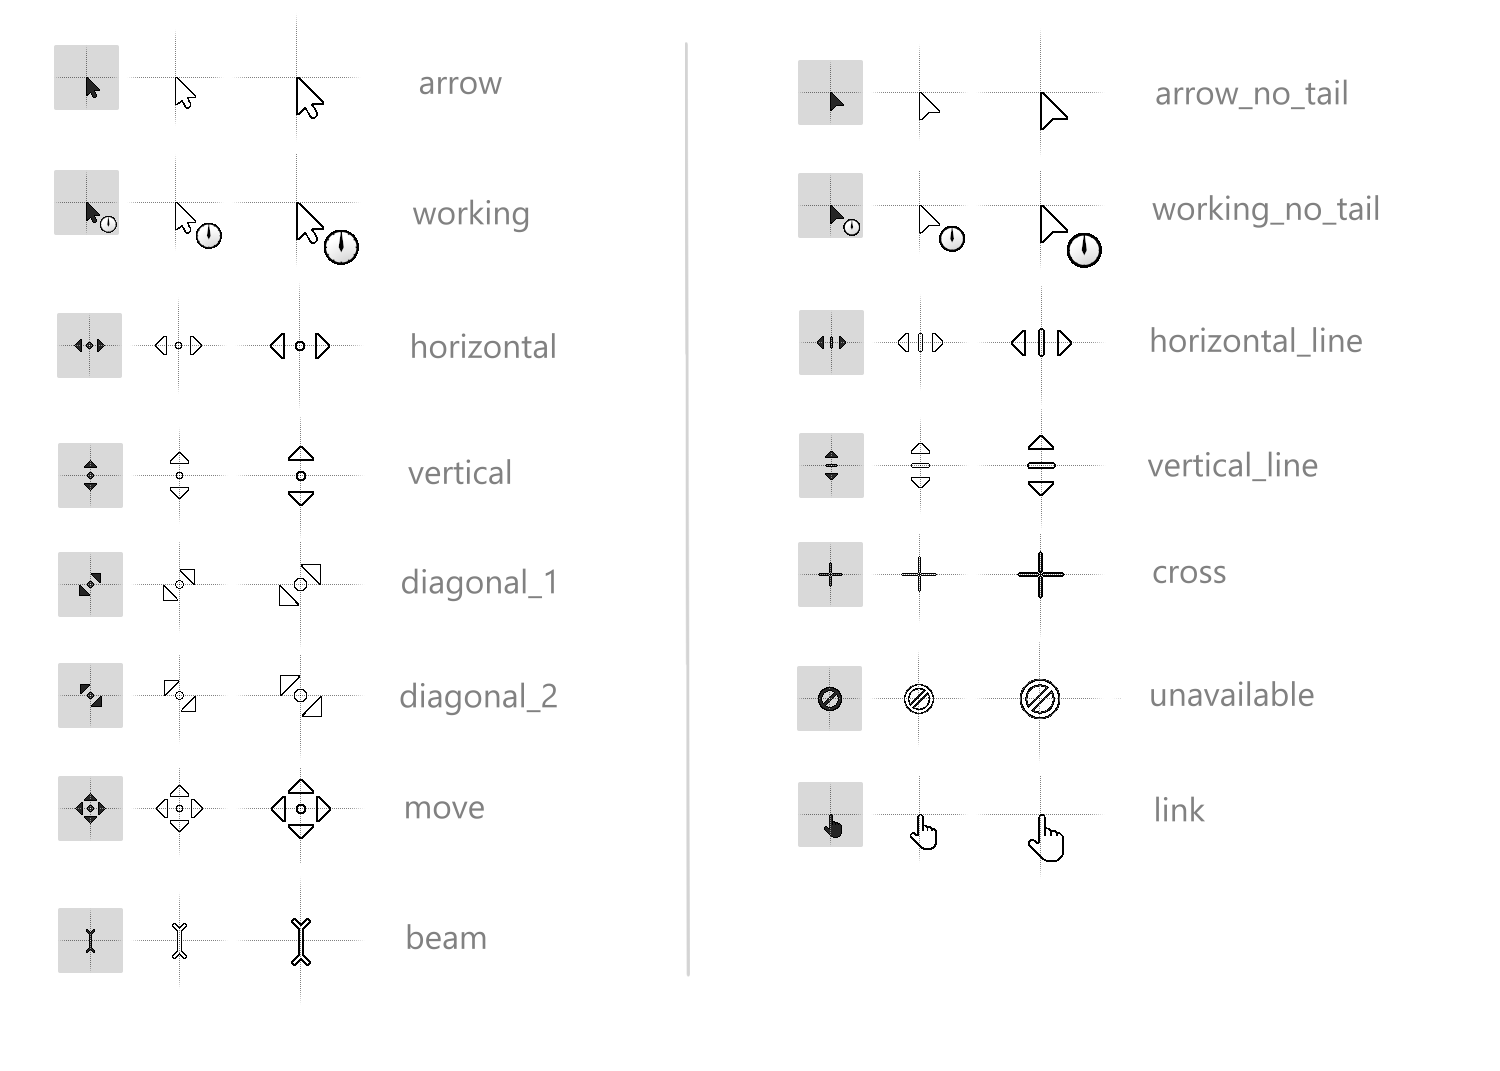 arrow
working
horizontal
vertical
diagonal_1
diagonal_2
move
beam
arrow_no_tail
working_no_tail
horizontal_line
vertical_line
cross
unavailable
link